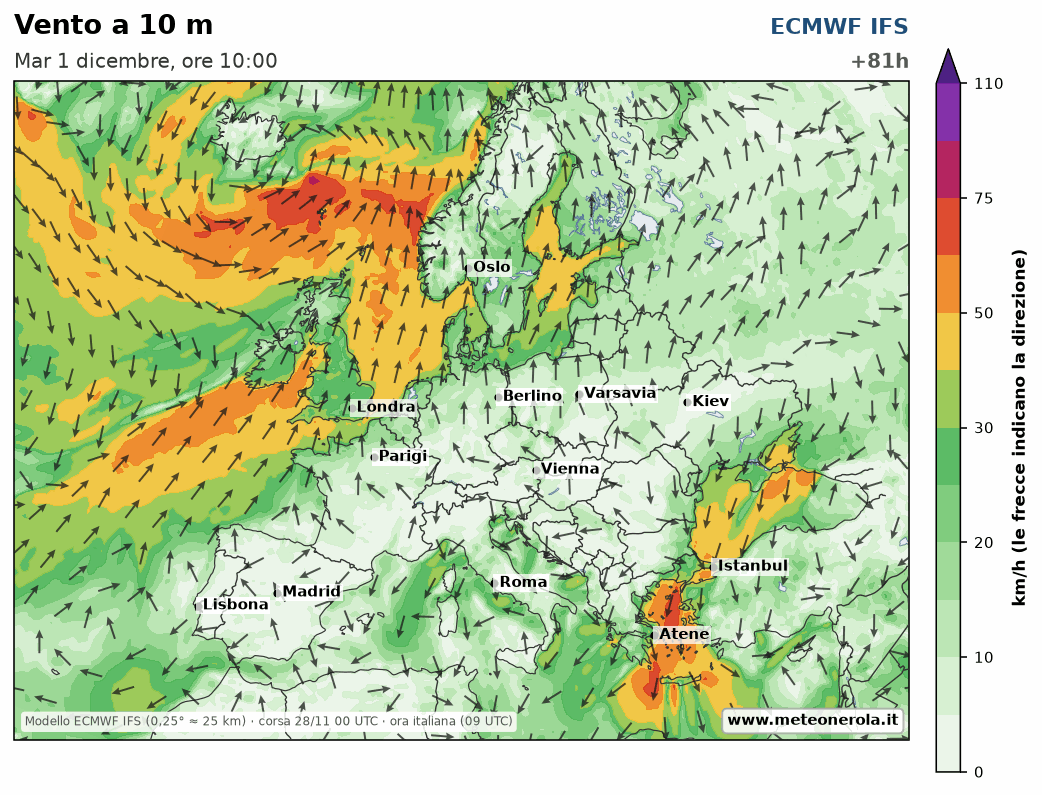 Vento a 10 m
ECMWF IFS
Mar 1 dicembre, ore 10:00
+81h
110
75
50
30
20
10
0
km/h (le frecce indicano la direzione)
Oslo
Londra
Berlino
Varsavia
Kiev
Parigi
Vienna
Istanbul
Roma
Madrid
Lisbona
Atene
Modello ECMWF IFS (0,25° ≈ 25 km) · corsa 28/11 00 UTC · ora italiana (09 UTC)
www.meteonerola.it